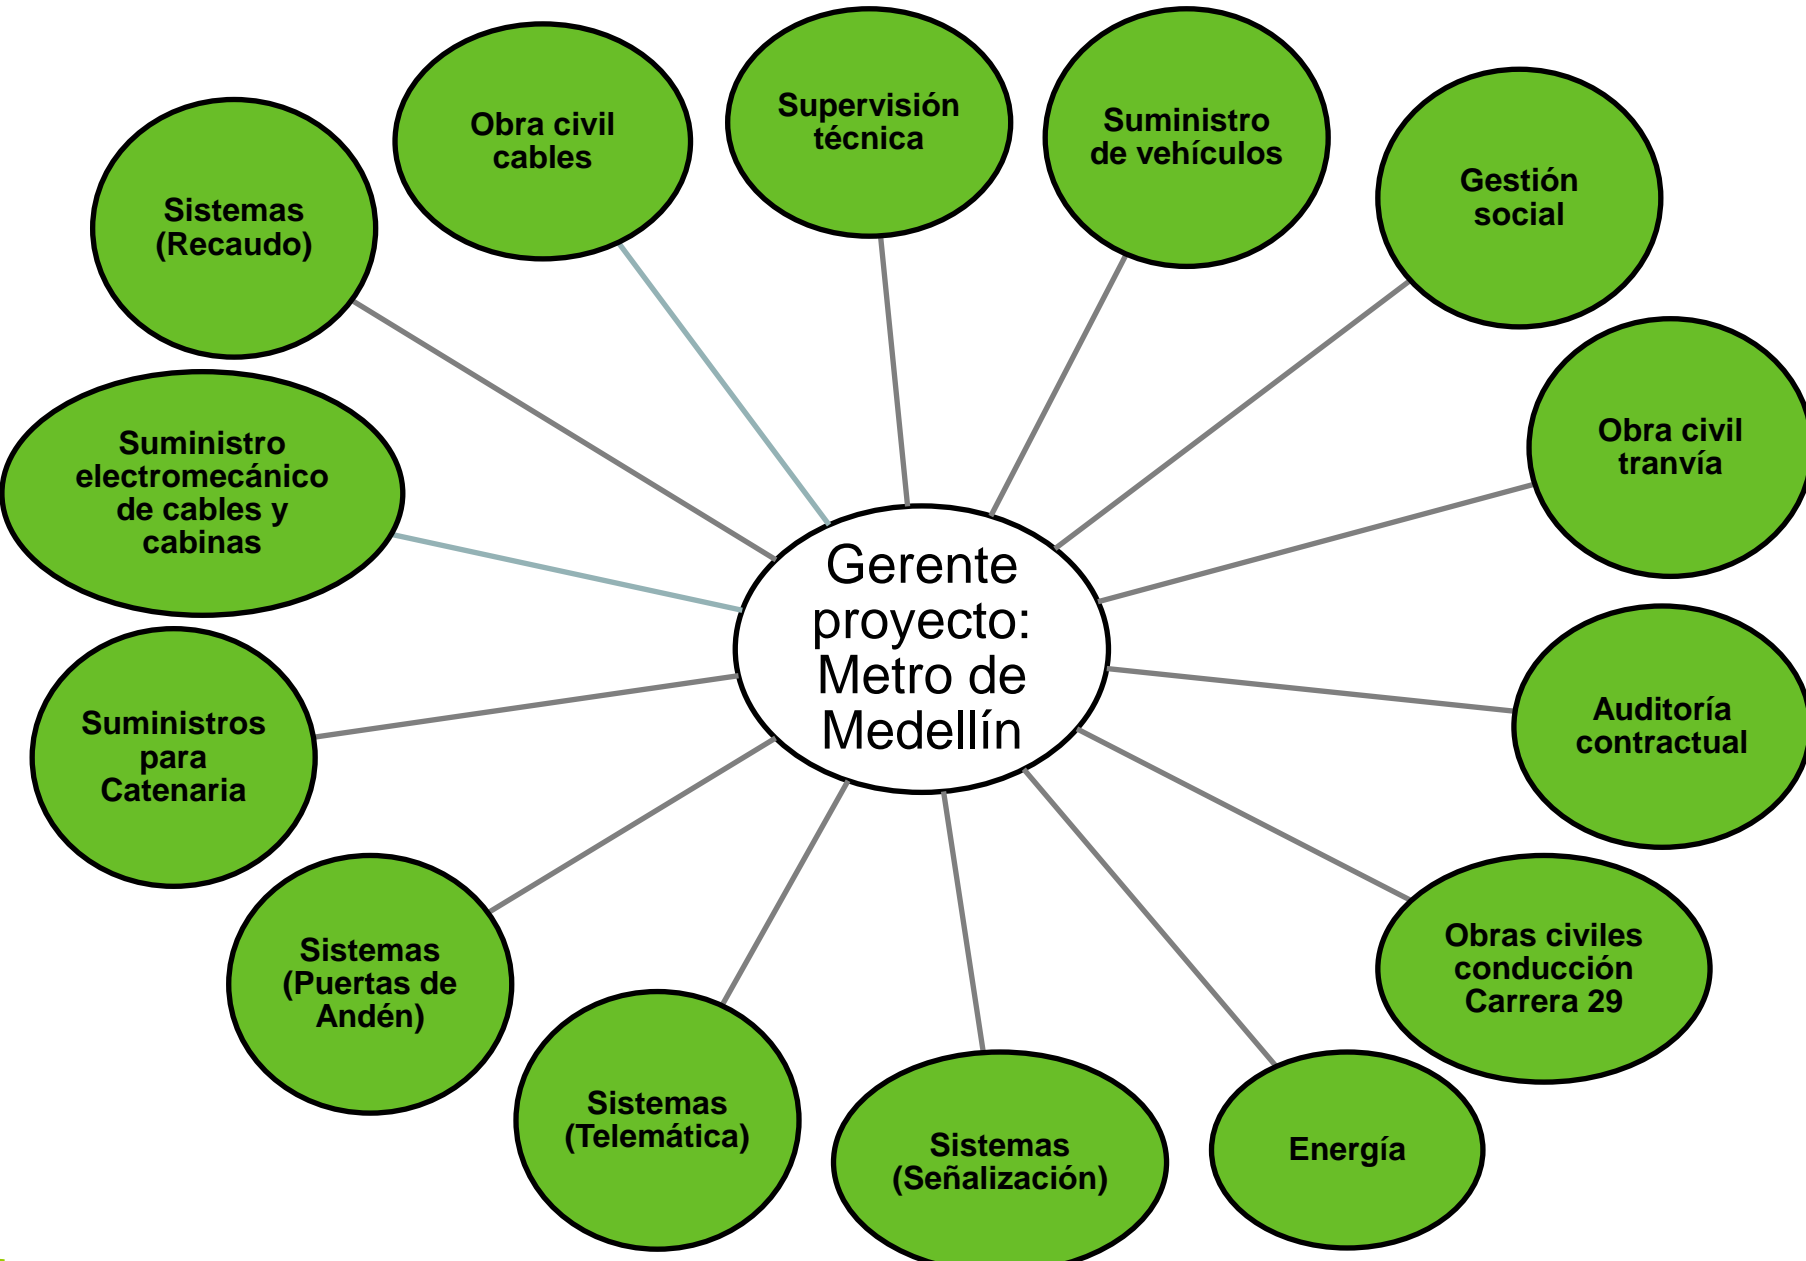 Supervisión
técnica
Suministro
de vehículos
Gestión
social
Obra civil
tranvía
Auditoría
contractual
Obras civiles
conducción
Carrera 29
Energía
Sistemas
(Señalización)
Sistemas
(Telemática)
Sistemas
(Puertas de
Andén)
Suministros
para
Catenaria
Suministro
electromecánico
de cables y
cabinas
Sistemas
(Recaudo)
Obra civil
cables
Gerente
proyecto:
Metro de
Medellín